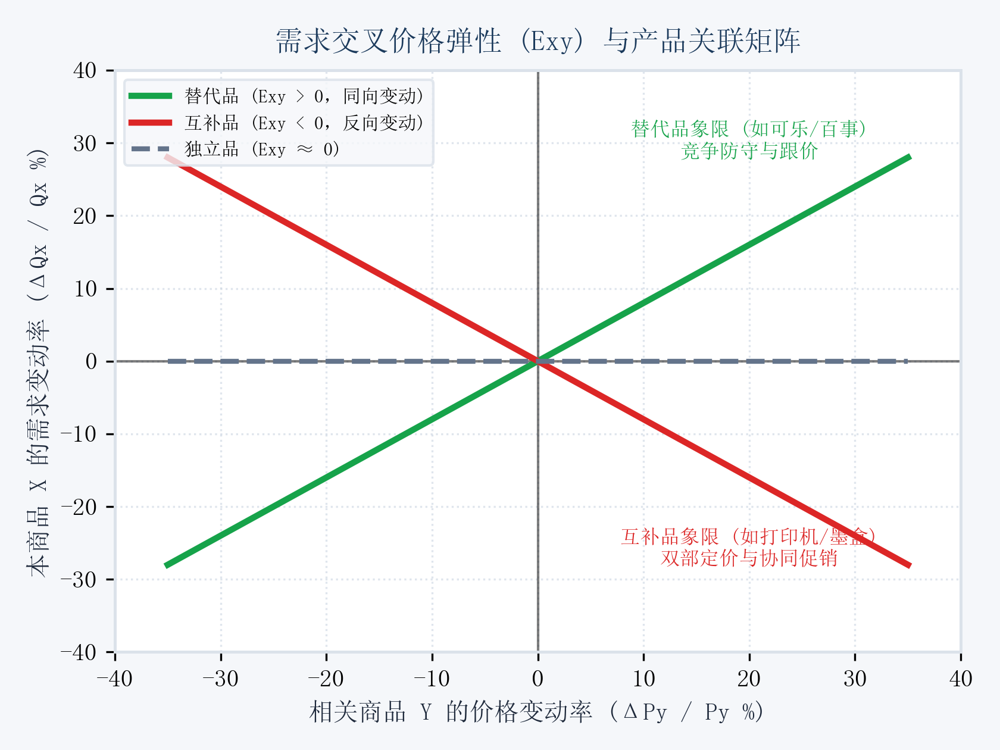 需求交叉价格弹性 (Exy) 与产品关联矩阵
替代品 (Exy > 0, 同向变动)
互补品 (Exy < 0, 反向变动)
独立品 (Exy ≈ 0)
替代品象限 (如可乐/百事)
竞争防守与跟价
互补品象限 (如打印机/墨盒)
双部定价与协同促销
本商品 X 的需求变动率 (ΔQx / Qx %)
40
30
20
10
0
−10
−20
−30
−40
−40 −30 −20 −10 0 10 20 30 40
相关商品 Y 的价格变动率 (ΔPy / Py %)